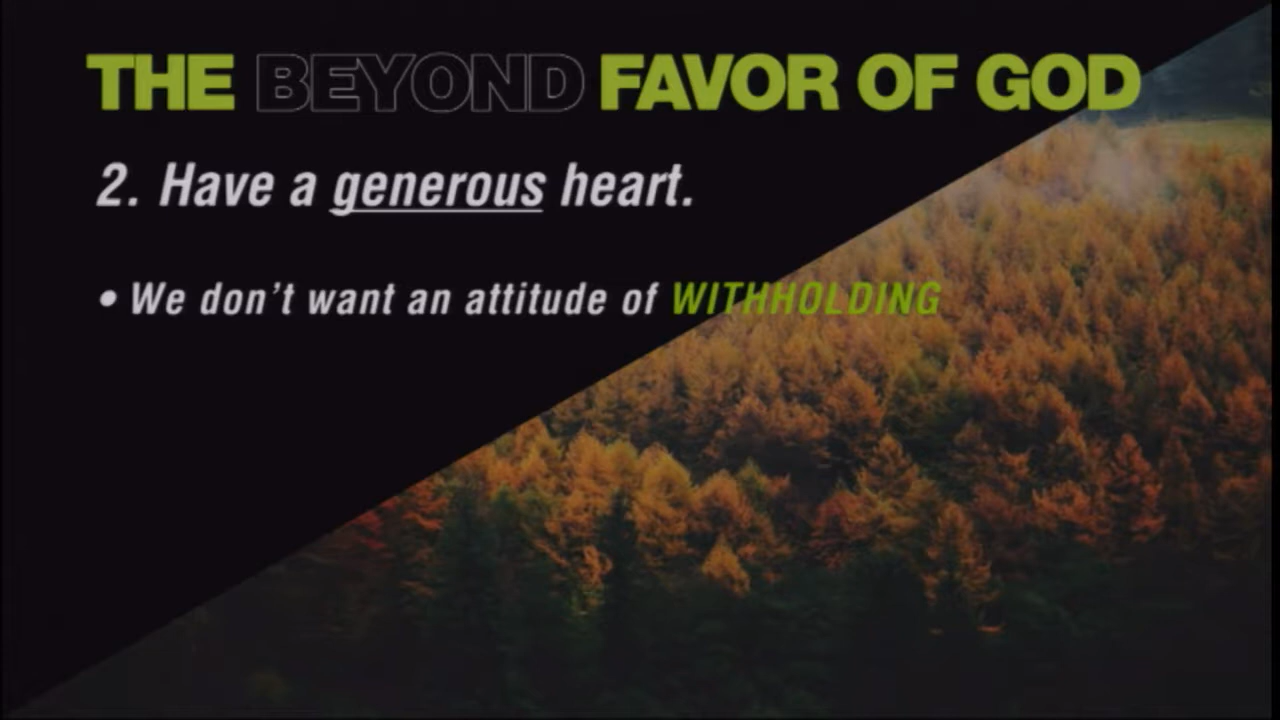 THE BEYOND FAVOR OF GOD
2. Have a generous heart.
• We don't want an attitude of WITHHOLDING